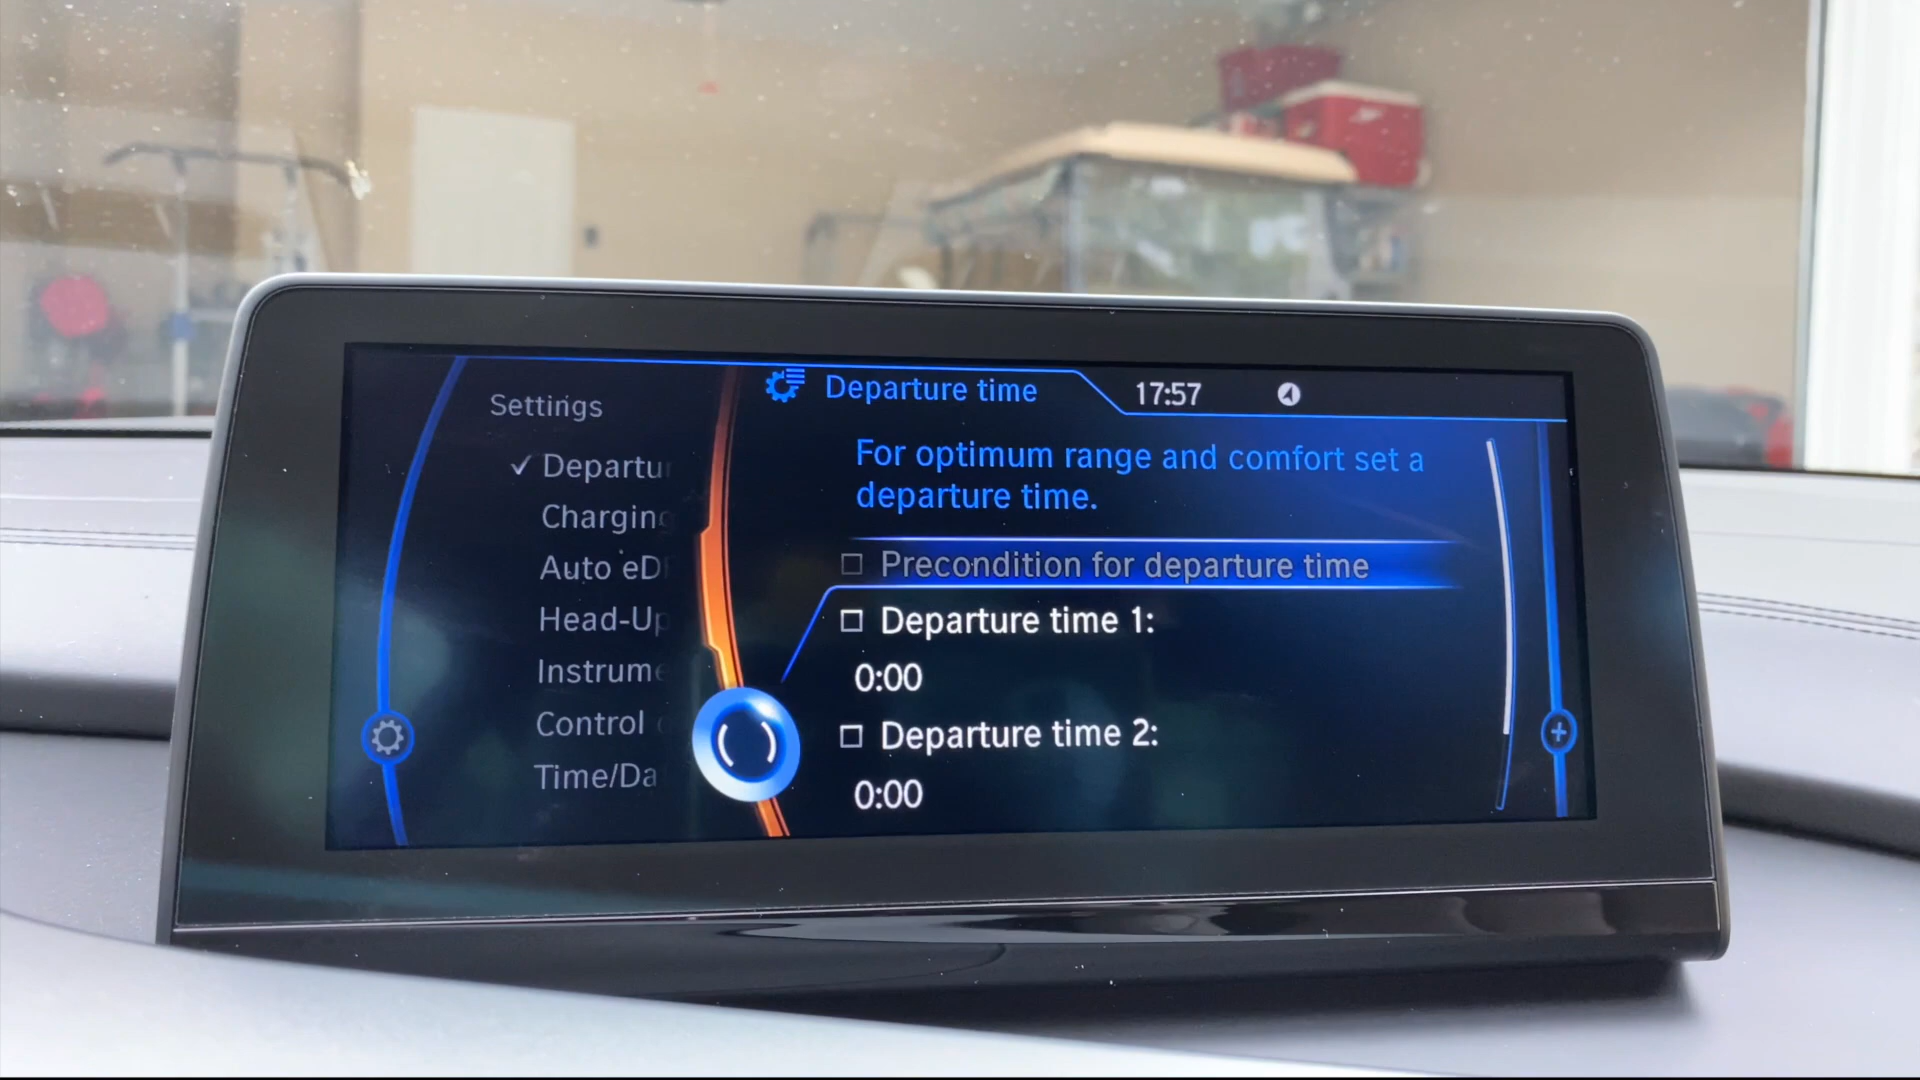 Departure time 17:57
Settings
For optimum range and comfort set a
departure time.
Precondition for departure time
Departure time 1:
0:00
Departure time 2:
0:00
Departur
Charging
Auto eD
Head-Up
Instrume
Control
Time/Da